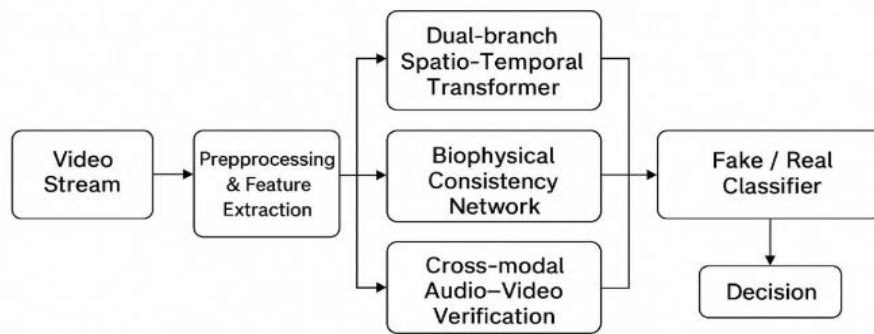 Video
Stream
Prepprocessing
& Feature
Extraction
Dual-branch
Spatio-Temporal
Transformer
Biophysical
Consistency
Network
Cross-modal
Audio–Video
Verification
Fake / Real
Classifier
Decision